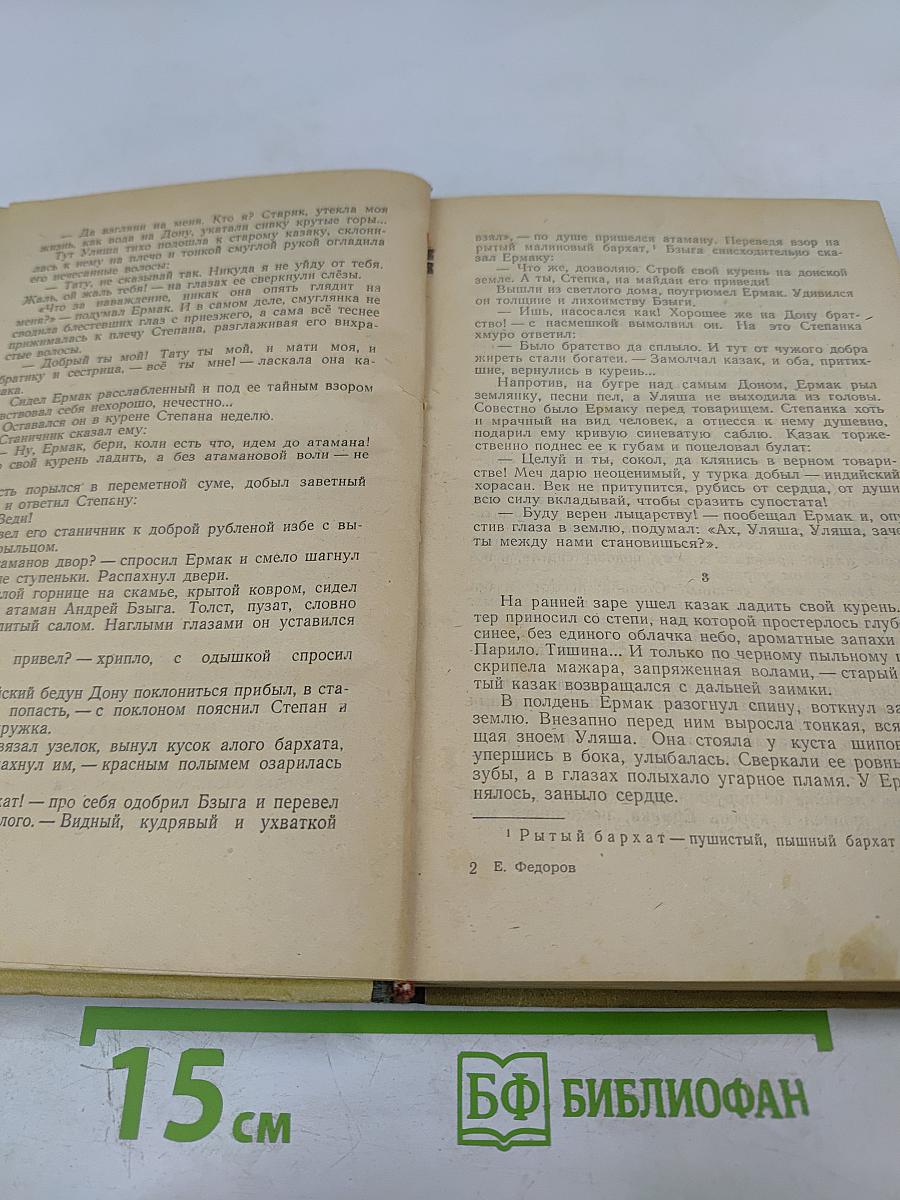 — Да взгляни на меня. Кто я? Старик, утекла моя
жизнь, как вода на Дону, укатали сивку крутые горы...
Тут Уляша тихо подошла к старому казаку, склони-
лась к нему на плечо и тонкой смуглой рукой огладила
его нечесанные волосы:
— Тату, не сказывай так. Никуда я не уйду от тебя.
Жаль, ой жаль тебя! — на глазах ее сверкнули слёзы.
«Что за наваждение, никак она опять глядит на
меня?» — подумал Ермак. И в самом деле, смуглянка не
сводила блестевших глаз с приезжего, а сама всё теснее
прижималась к плечу Степана, разглаживая его вихра-
стые волосы.
— Добрый ты мой! Тату ты мой, и мати моя, и
братику и сестрица, — всё ты мне! — ласкала она ка-
зака.
Сидел Ермак расслабленный и под ее тайным взором
вствовал себя нехорошо, нечестно...
Оставался он в курене Степана неделю.
Станичник сказал ему:
— Ну, Ермак, бери, коли есть что, идем до атамана!
свой курень ладить, а без атамановой воли — не
сть порылся в переметной суме, добыл заветный
и ответил Степану:
Веди!
вел его станичник к доброй рубленой избе с вы-
рыльцом.
саманов двор? — спросил Ермак и смело шагнул
е ступеньки. Распахнул двери.
лой горнице на скамье, крытой ковром, сидел
атаман Андрей Бзыга. Толст, пузат, словно
литый салом. Наглыми глазами он уставился
привел? — хрипло, с одышкой спросил
йский бедун Дону поклониться прибыл, в ста-
попасть, — с поклоном пояснил Степан и
ружка.
вязал узелок, вынул кусок алого бархата,
ахнул им, — красным полымем озарилась
хат! — про себя одобрил Бзыга и перевел
лого. — Видный, кудрявый и ухваткой
взял», — по душе пришелся атаману. Переведя взор на
рытый малиновый бархат,¹ Бзыга снисходительно ска-
зал Ермаку:
— Что же, дозволяю. Строй свой курень на донской
земле. А ты, Степка, на майдан его приведи!
Вышли из светлого дома, поугрюмел Ермак. Удивился
он толщине и лихоимству Бзыги.
— Ишь, насосался как! Хорошее же на Дону брат-
ство! — с насмешкой вымолвил он. На это Степанка
хмуро ответил:
— Было братство да сплыло. И тут от чужого добра
жиреть стали богатеи. — Замолчал казак, и оба, притих-
шие, вернулись в курень...
Напротив, на бугре над самым Доном, Ермак рыл
землянку, песни пел, а Уляша не выходила из головы.
Совестно было Ермаку перед товарищем. Степанка хоть
и мрачный на вид человек, а отнесся к нему душевно,
подарил ему кривую синеватую саблю. Казак торже-
ственно поднес ее к губам и поцеловал булат:
— Целуй и ты, сокол, да клянись в верном товари-
стве! Меч дарю неоценимый, у турка добыл — индийский
хорасан. Век не притупится, рубись от сердца, от души
всю силу вкладывай, чтобы сразить супостата!
— Буду верен лыцарству! — пообещал Ермак и, опу
стив глаза в землю, подумал: «Ах, Уляша, Уляша, заче
ты между нами становишься?».
3
На ранней заре ушел казак ладить свой курень.
тер приносил со степи, над которой простерлось глуб
синее, без единого облачка небо, ароматные запахи
Парило. Тишина... И только по черному пыльному
скрипела мажара, запряженная волами, — старый
тый казак возвращался с дальней заимки.
В полдень Ермак разогнул спину, воткнул за
землю. Внезапно перед ним выросла тонкая, вся
щая зноем Уляша. Она стояла у куста шипов
упершись в бока, улыбалась. Сверкали ее ровны
зубы, а в глазах полыхало угарное пламя. У Ер
нялось, заныло сердце.
¹ Рытый бархат — пушистый, пышный бархат
2 Е. Федоров
15 см
БФ БИБЛИОФАН